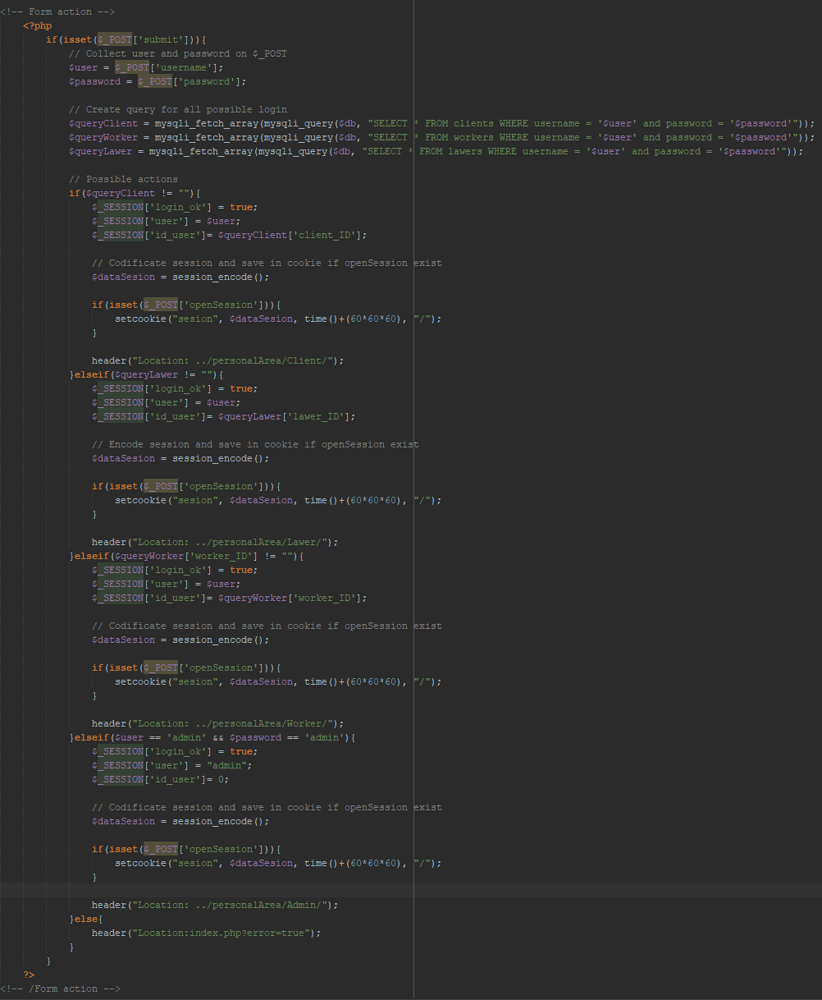 <!-- Form action -->
<?php
if(isset($_POST['submit'])){
// Collect user and password on $_POST
$user = $_POST['username'];
$password = $_POST['password'];
// Create query for all possible login
$queryClient = mysqli_fetch_array(mysqli_query($db, "SELECT * FROM clients WHERE username = '$user' and password = '$password'"));
$queryWorker = mysqli_fetch_array(mysqli_query($db, "SELECT * FROM workers WHERE username = '$user' and password = '$password'"));
$queryLawer = mysqli_fetch_array(mysqli_query($db, "SELECT * FROM lawers WHERE username = '$user' and password = '$password'"));
// Possible actions
if($queryClient != ""){
$_SESSION['login_ok'] = true;
$_SESSION['user'] = $user;
$_SESSION['id_user']= $queryClient['client_ID'];
// Codificate session and save in cookie if openSession exist
$dataSesion = session_encode();
if(isset($_POST['openSession'])){
setcookie("sesion", $dataSesion, time()+(60*60*60), "/");
}
header("Location: ../personalArea/Client/");
}elseif($queryLawer != ""){
$_SESSION['login_ok'] = true;
$_SESSION['user'] = $user;
$_SESSION['id_user']= $queryLawer['lawer_ID'];
// Encode session and save in cookie if openSession exist
$dataSesion = session_encode();
if(isset($_POST['openSession'])){
setcookie("sesion", $dataSesion, time()+(60*60*60), "/");
}
header("Location: ../personalArea/Lawer/");
}elseif($queryWorker['worker_ID'] != ""){
$_SESSION['login_ok'] = true;
$_SESSION['user'] = $user;
$_SESSION['id_user']= $queryWorker['worker_ID'];
// Codificate session and save in cookie if openSession exist
$dataSesion = session_encode();
if(isset($_POST['openSession'])){
setcookie("sesion", $dataSesion, time()+(60*60*60), "/");
}
header("Location: ../personalArea/Worker/");
}elseif($user == 'admin' && $password == 'admin'){
$_SESSION['login_ok'] = true;
$_SESSION['user'] = "admin";
$_SESSION['id_user']= 0;
// Codificate session and save in cookie if openSession exist
$dataSesion = session_encode();
if(isset($_POST['openSession'])){
setcookie("sesion", $dataSesion, time()+(60*60*60), "/");
}
header("Location: ../personalArea/Admin/");
}else{
header("Location:index.php?error=true");
}
}
?>
<!-- /Form action -->